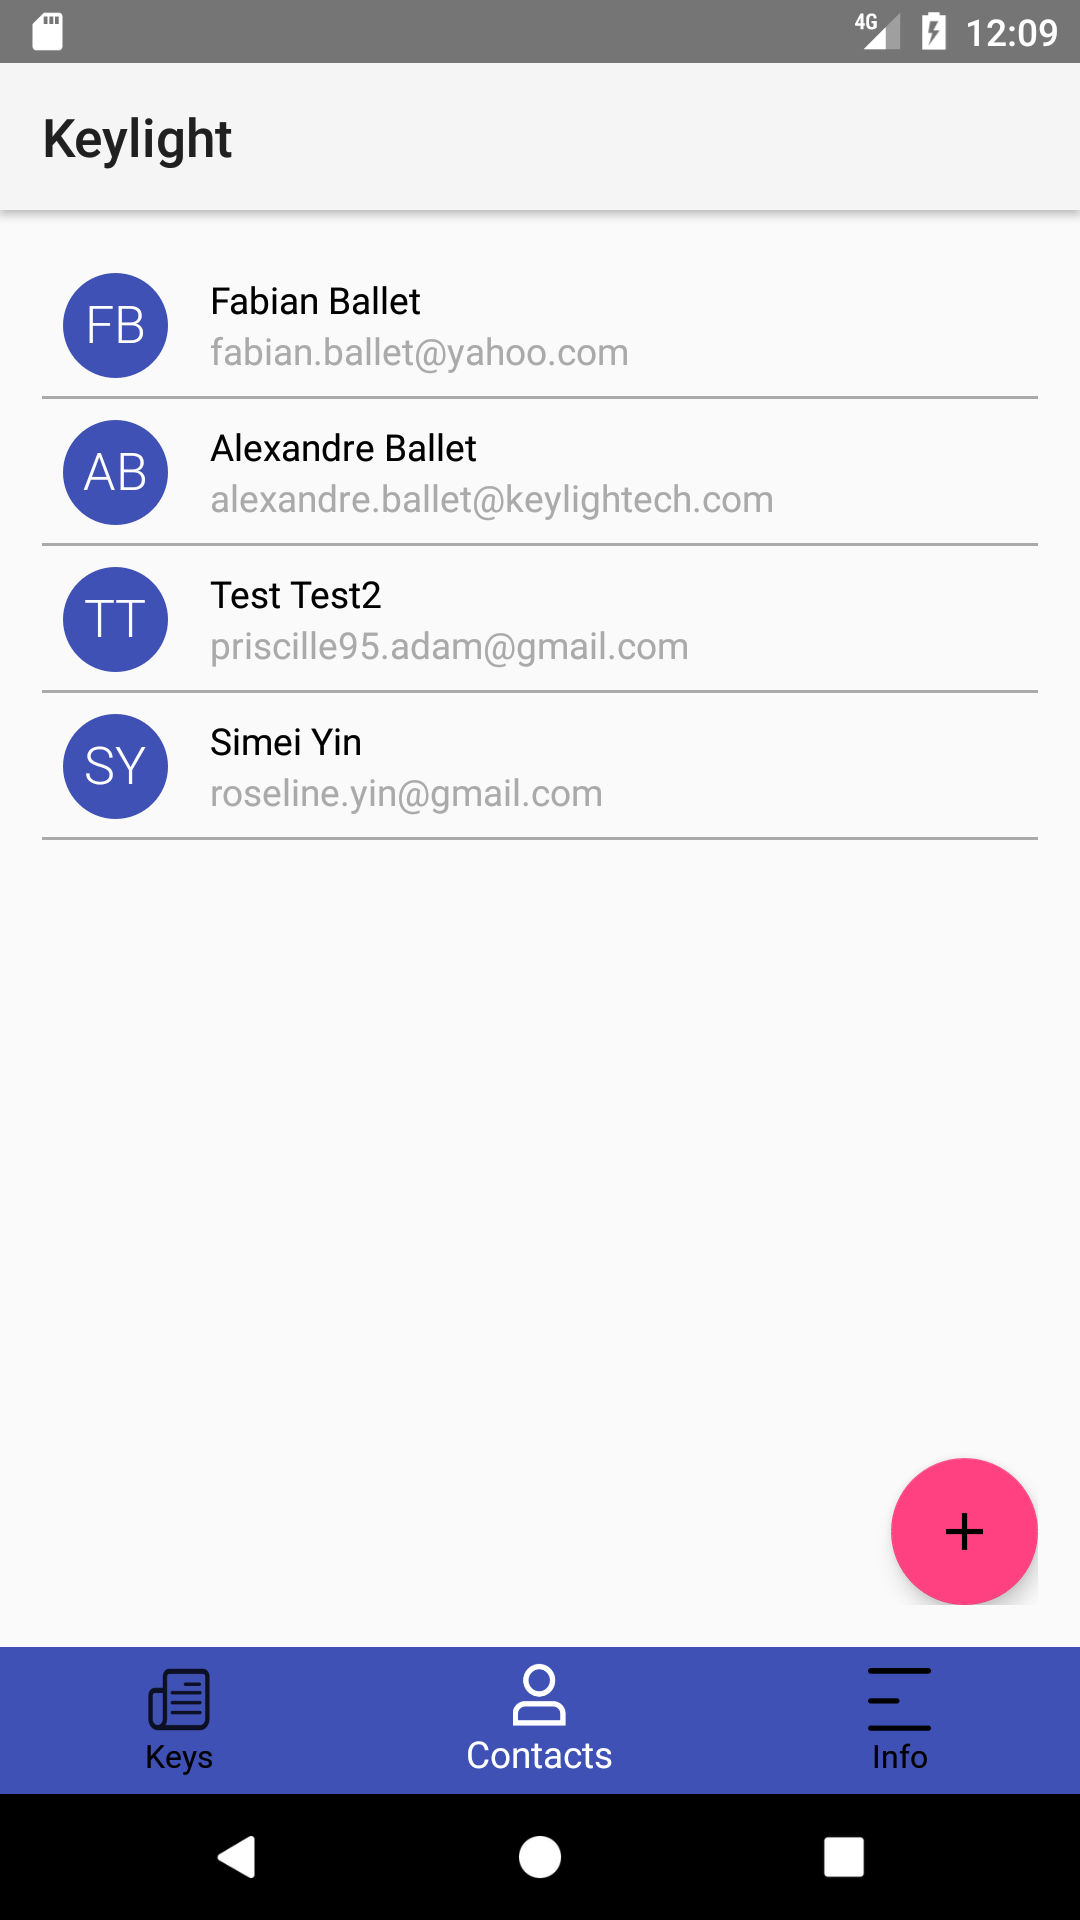 4G 12:09
Keylight
FB
Fabian Ballet
fabian.ballet@yahoo.com
AB
Alexandre Ballet
alexandre.ballet@keylightech.com
TT
Test Test2
priscille95.adam@gmail.com
SY
Simei Yin
roseline.yin@gmail.com
+
Keys Contacts Info